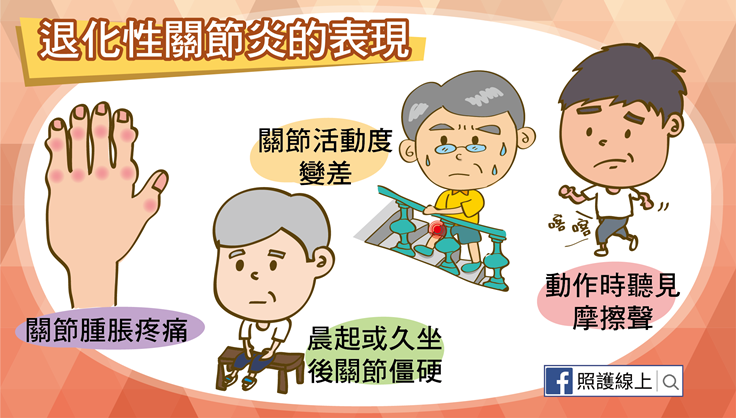 退化性關節炎的表現
關節活動度
變差
喀
喀
動作時聽見
摩擦聲
關節腫脹疼痛
晨起或久坐
後關節僵硬
f 照護線上